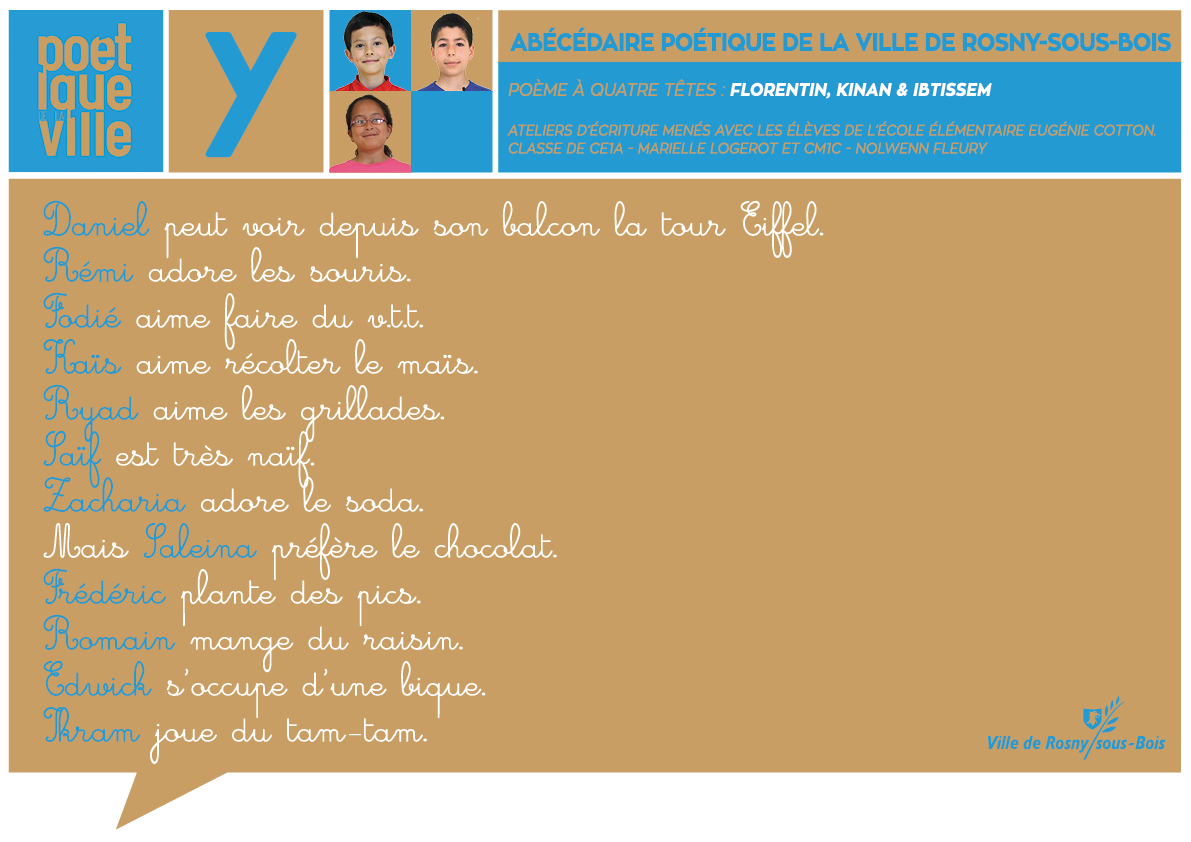 poet
ique
DE LA
ville
y
ABÉCÉDAIRE POÉTIQUE DE LA VILLE DE ROSNY-SOUS-BOIS
POÈME À QUATRE TÊTES : FLORENTIN, KINAN & IBTISSEM
ATELIERS D'ÉCRITURE MENÉS AVEC LES ÉLÈVES DE L'ÉCOLE ÉLÉMENTAIRE EUGÉNIE COTTON.
CLASSE DE CE1A - MARIELLE LOGEROT ET CM1C - NOLWENN FLEURY
Daniel peut voir depuis son balcon la tour Eiffel.
Rémi adore les souris.
Fodié aime faire du v.t.t.
Kaïs aime récolter le maïs.
Ryad aime les grillades.
Saïf est très naïf.
Zacharia adore le soda.
Mais Saleina préfère le chocolat.
Frédéric plante des pics.
Romain mange du raisin.
Edwick s'occupe d'une bique.
Ikram joue du tam-tam.
Ville de Rosny/sous-Bois